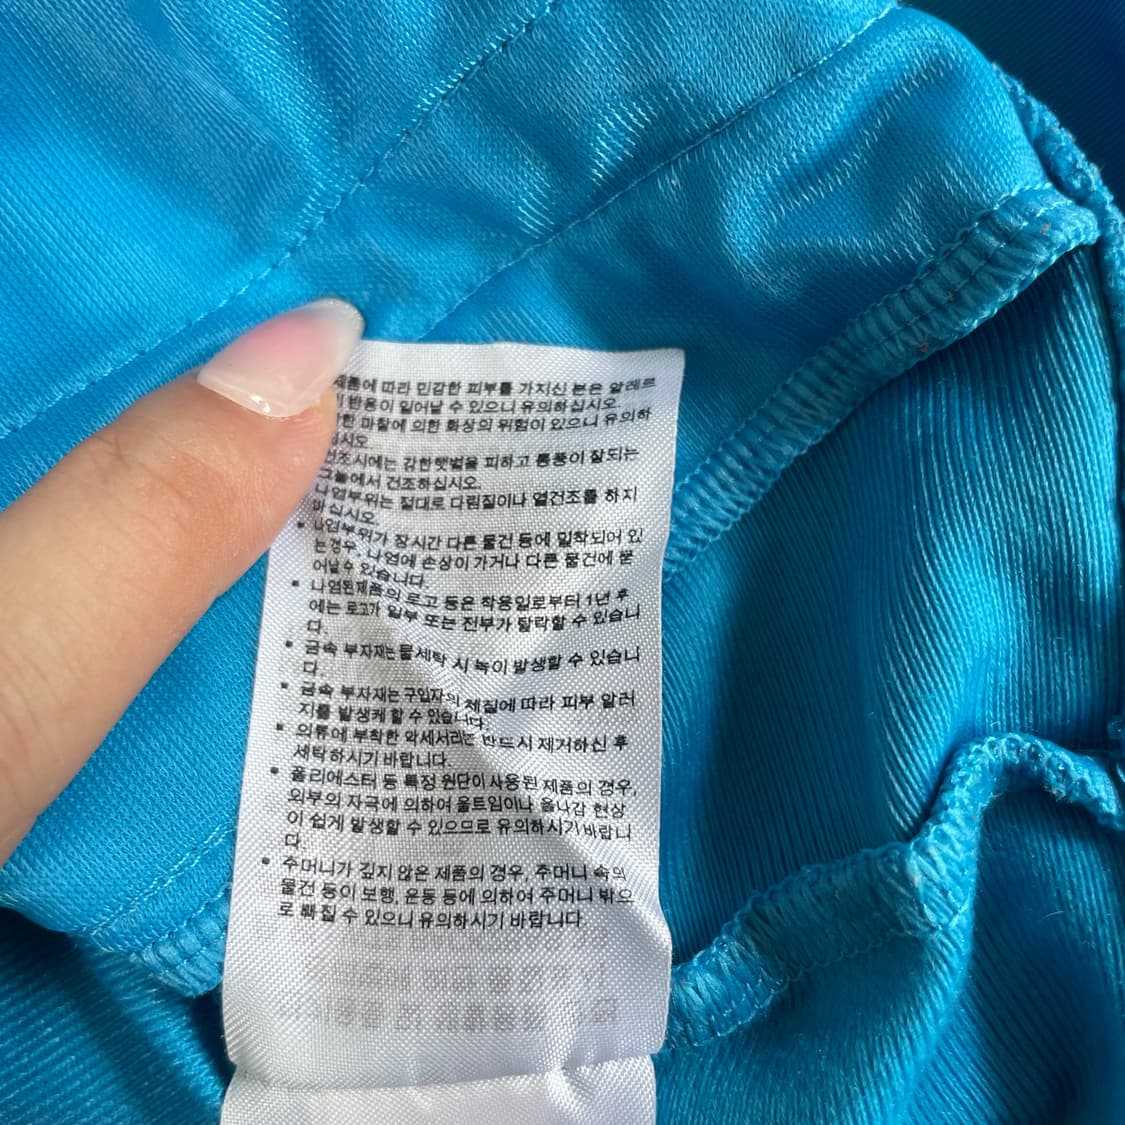 제품에 따라 민감한 피부를 가지신 분은 알레르
기 반응이 일어날 수 있으니 유의하십시오.
강한 마찰에 의한 화상의 위험이 있으니 유의하
십시오
건조시에는 강한햇볕을 피하고 통풍이 잘되는
그늘에서 건조하십시오.
나염부위는 절대로 다림질이나 열건조를 하지
마십시오.
• 나염부위가 장시간 다른 물건 등에 밀착되어 있
는경우, 나염에 손상이 가거나 다른 물건에 묻
어날수 있습니다.
• 나염된제품의 로고 등은 착용일로부터 1년 후
에는 로고가 일부 또는 전부가 탈락할 수 있습니
다.
• 금속 부자재는 물세탁 시 녹이 발생할 수 있습니
다.
• 금속 부자재는 구입자의 체질에 따라 피부 알러
지를 발생케 할 수 있습니다.
• 의류에 부착한 악세서리는 반드시 제거하신 후
세탁하시기 바랍니다.
• 폴리에스터 등 특정 원단이 사용된 제품의 경우,
외부의 자극에 의하여 올트임이나 올나감 현상
이 쉽게 발생할 수 있으므로 유의하시기 바랍니
다
• 주머니가 깊지 않은 제품의 경우, 주머니 속의
물건 등이 보행, 운동 등에 의하여 주머니 밖으
로 빠질 수 있으니 유의하시기 바랍니다